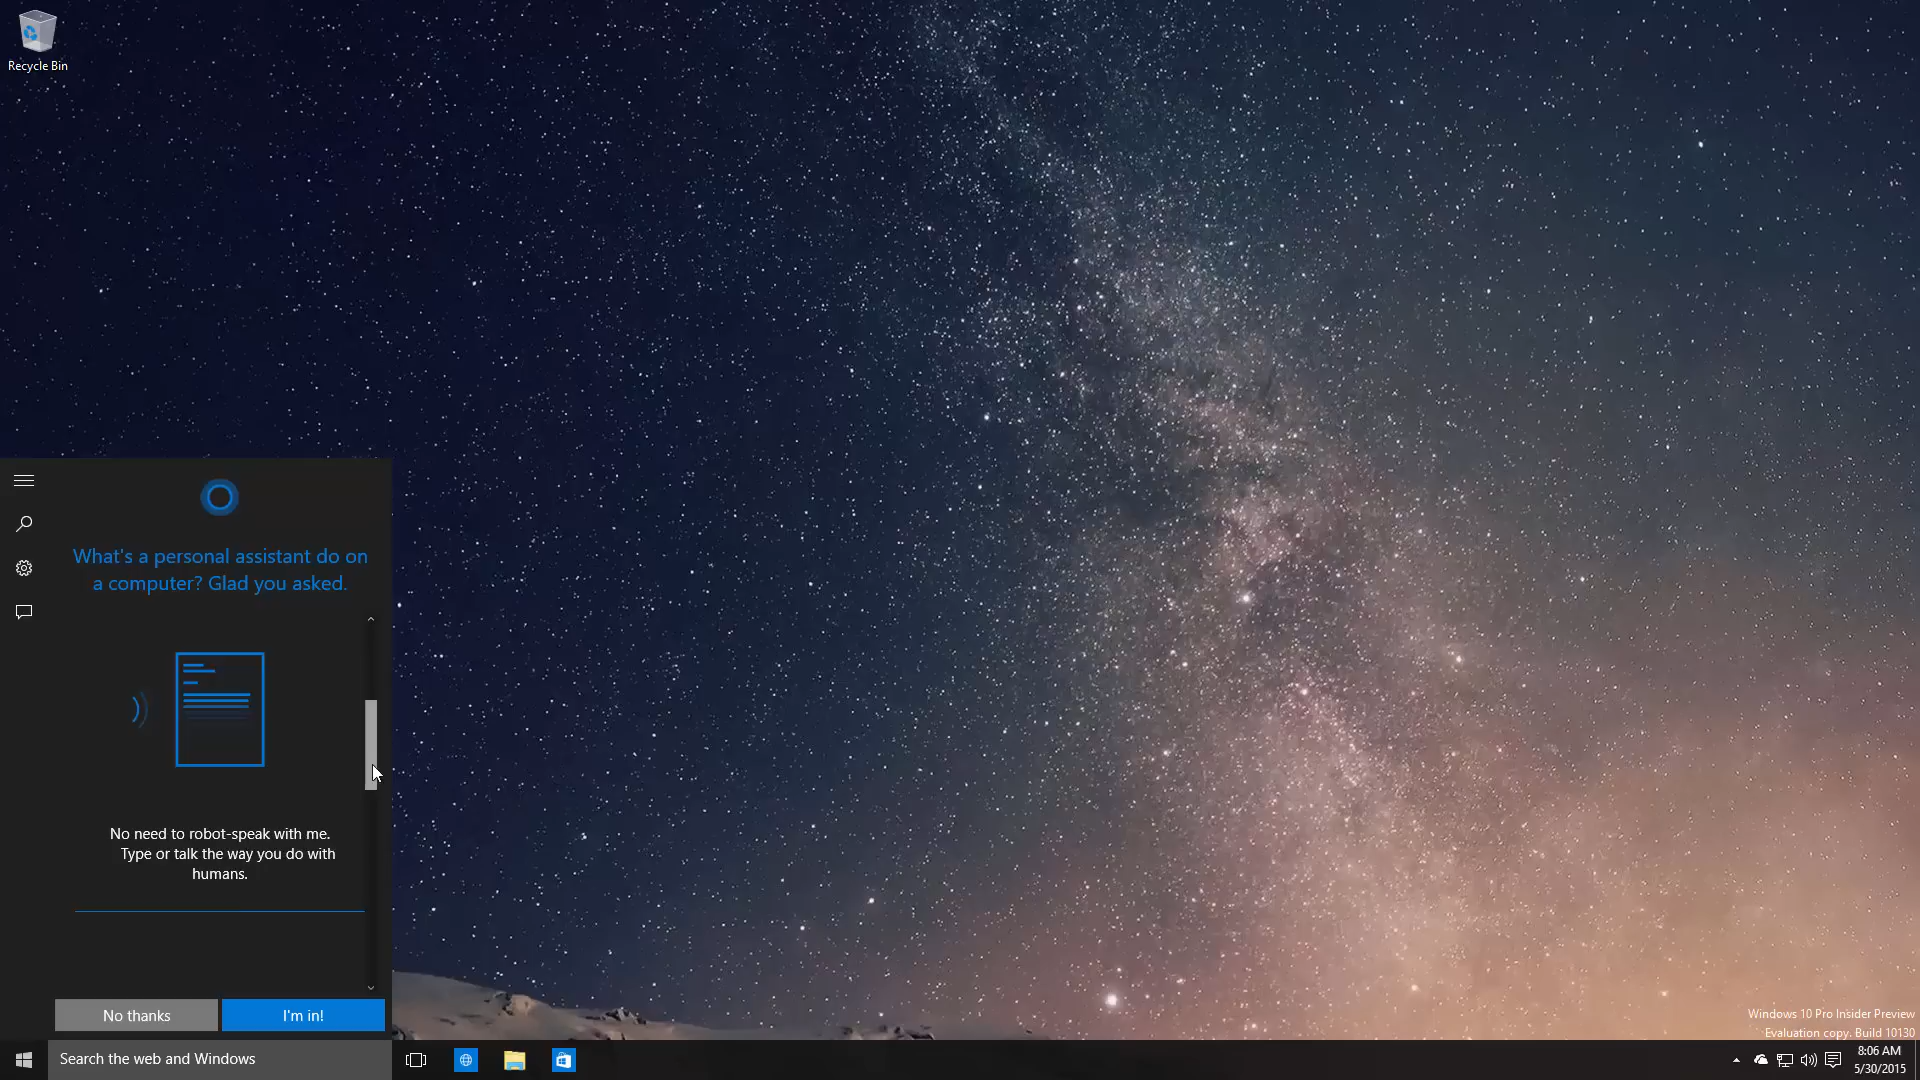 Recycle Bin
What's a personal assistant do on
a computer? Glad you asked.
No need to robot-speak with me.
Type or talk the way you do with
humans.
No thanks
I'm in!
Windows 10 Pro Insider Preview
Evaluation copy. Build 10130
Search the web and Windows
8:06 AM
5/30/2015